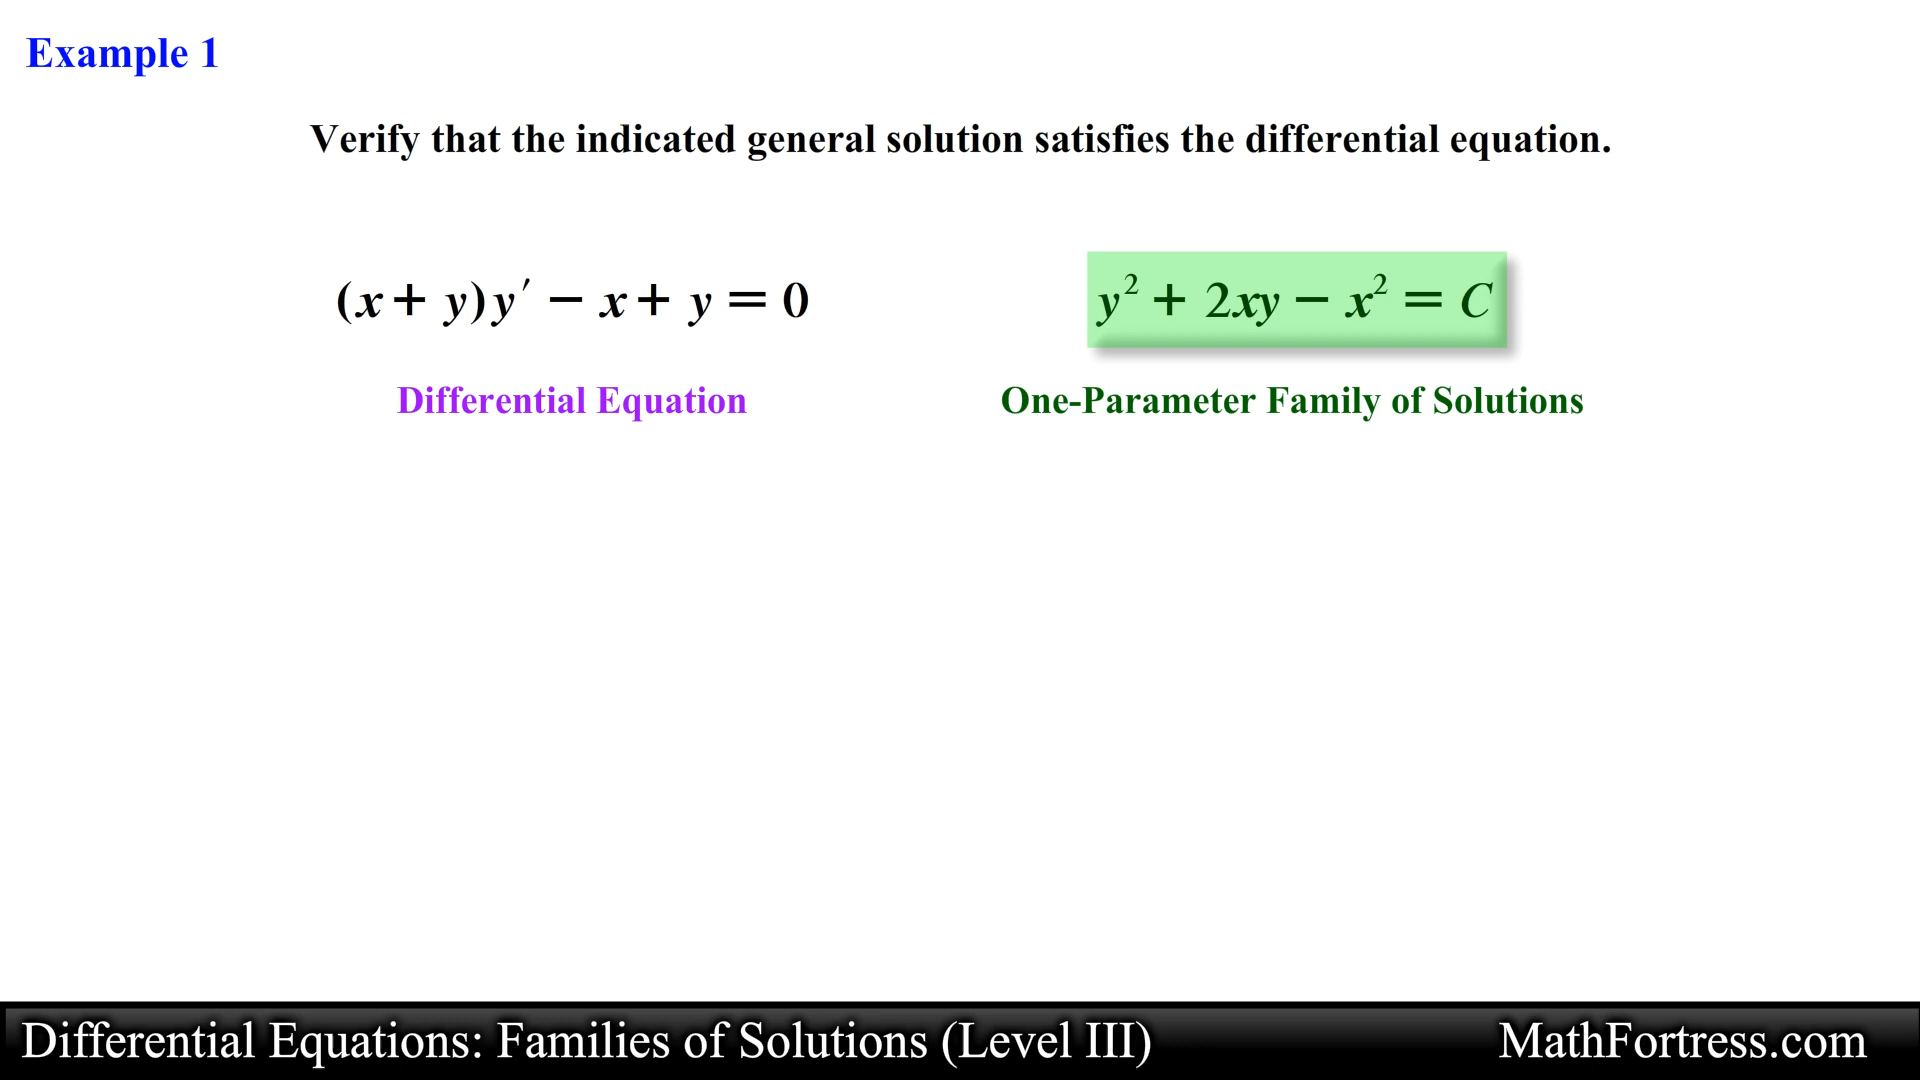 Example 1
Verify that the indicated general solution satisfies the differential equation.
(x + y)y′ − x + y = 0
y² + 2xy − x² = C
Differential Equation
One-Parameter Family of Solutions
Differential Equations: Families of Solutions (Level III)
MathFortress.com